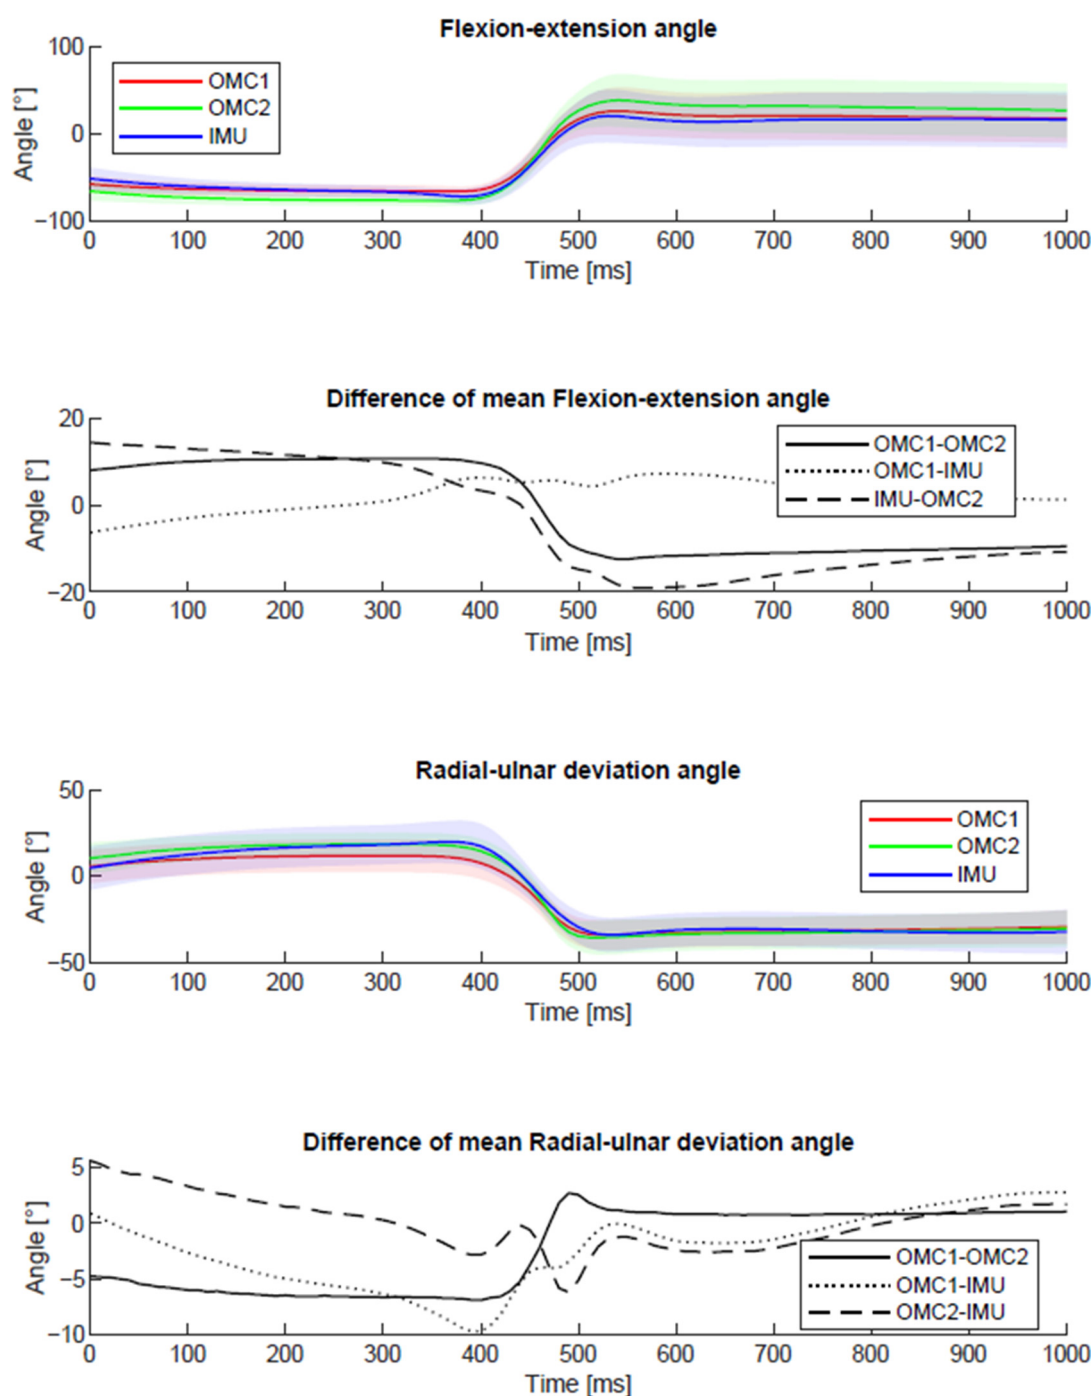 Flexion-extension angle
100
0
−100
Angle [°]
OMC1
OMC2
IMU
0 100 200 300 400 500 600 700 800 900 1000
Time [ms]
Difference of mean Flexion-extension angle
20
10
0
−10
−20
Angle [°]
OMC1-OMC2
OMC1-IMU
IMU-OMC2
0 100 200 300 400 500 600 700 800 900 1000
Time [ms]
Radial-ulnar deviation angle
50
0
−50
Angle [°]
OMC1
OMC2
IMU
0 100 200 300 400 500 600 700 800 900 1000
Time [ms]
Difference of mean Radial-ulnar deviation angle
5
0
−5
−10
Angle [°]
OMC1-OMC2
OMC1-IMU
OMC2-IMU
0 100 200 300 400 500 600 700 800 900 1000
Time [ms]